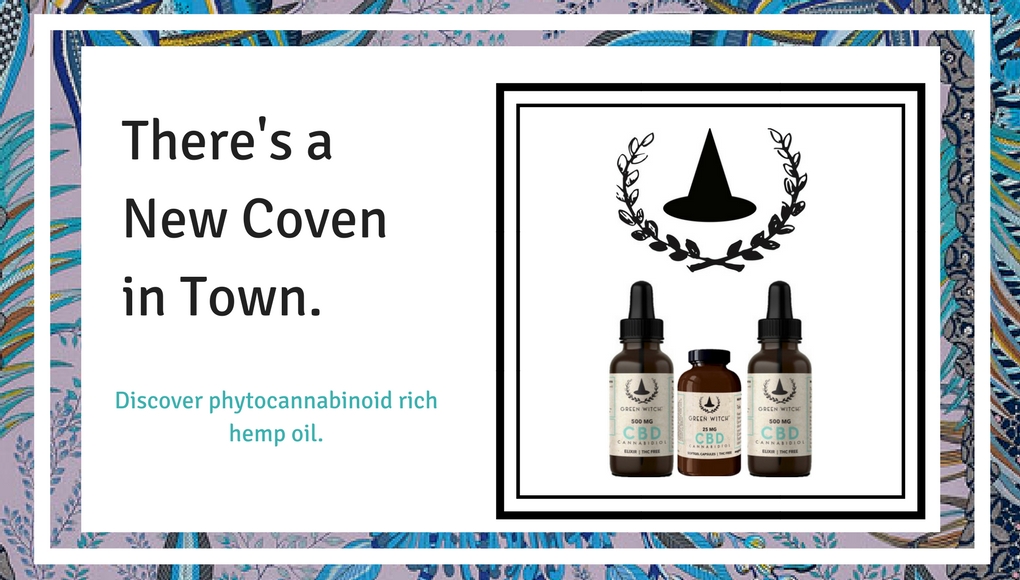 There's a
New Coven
in Town.
Discover phytocannabinoid rich
hemp oil.
GREEN WITCH
500 MG
CBD
CANNABIDIOL
ELIXIR | THC FREE
GREEN WITCH
25 MG
CBD
CANNABIDIOL
GREEN WITCH
500 MG
CBD
CANNABIDIOL
ELIXIR | THC FREE